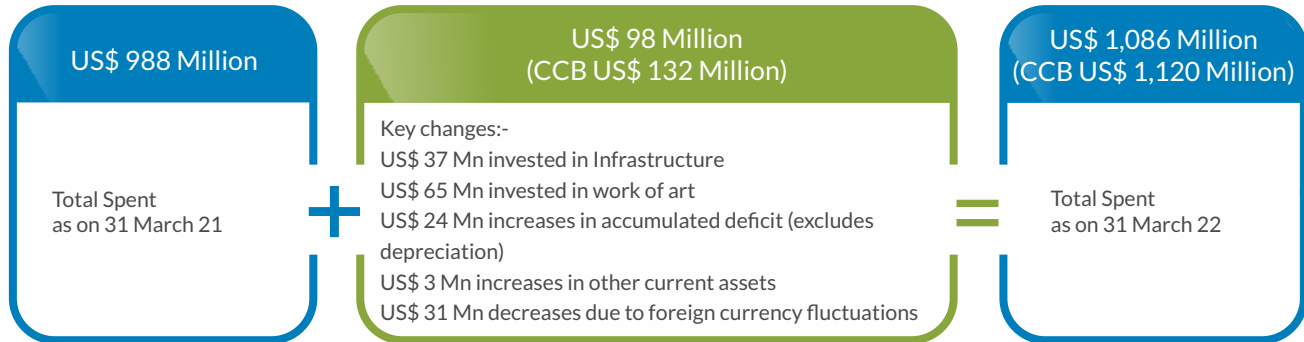 US$ 988 Million
Total Spent
as on 31 March 21
+
US$ 98 Million
(CCB US$ 132 Million)
Key changes:-
US$ 37 Mn invested in Infrastructure
US$ 65 Mn invested in work of art
US$ 24 Mn increases in accumulated deficit (excludes
depreciation)
US$ 3 Mn increases in other current assets
US$ 31 Mn decreases due to foreign currency fluctuations
=
US$ 1,086 Million
(CCB US$ 1,120 Million)
Total Spent
as on 31 March 22